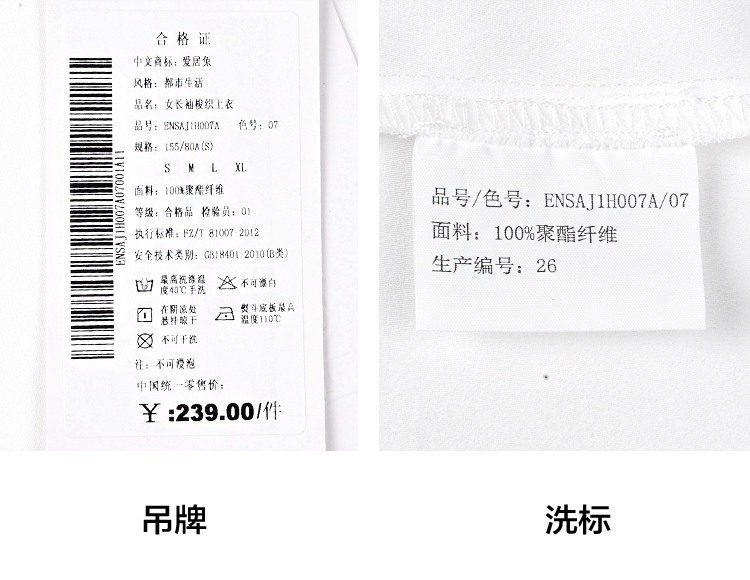 合格证
中文商标：爱居兔
风格：都市生活
品名：女长袖梭织上衣
品号：ENSAJ1H007A 色号：07
规格：155/80A(S)
S M L XL
面料：100%聚酯纤维
等级：合格品 检验员：01
执行标准：FZ/T 81007-2012
安全技术类别：GB18401-2010(B类)
最高洗涤温度40℃手洗
不可漂白
在阴凉处悬挂晾干
熨斗底板最高温度110℃
不可干洗
注：不可浸泡
中国统一零售价：
￥:239.00/件
ENSAJ1H007A07001A11
品号/色号：ENSAJ1H007A/07
面料：100%聚酯纤维
生产编号：26
吊牌
洗标